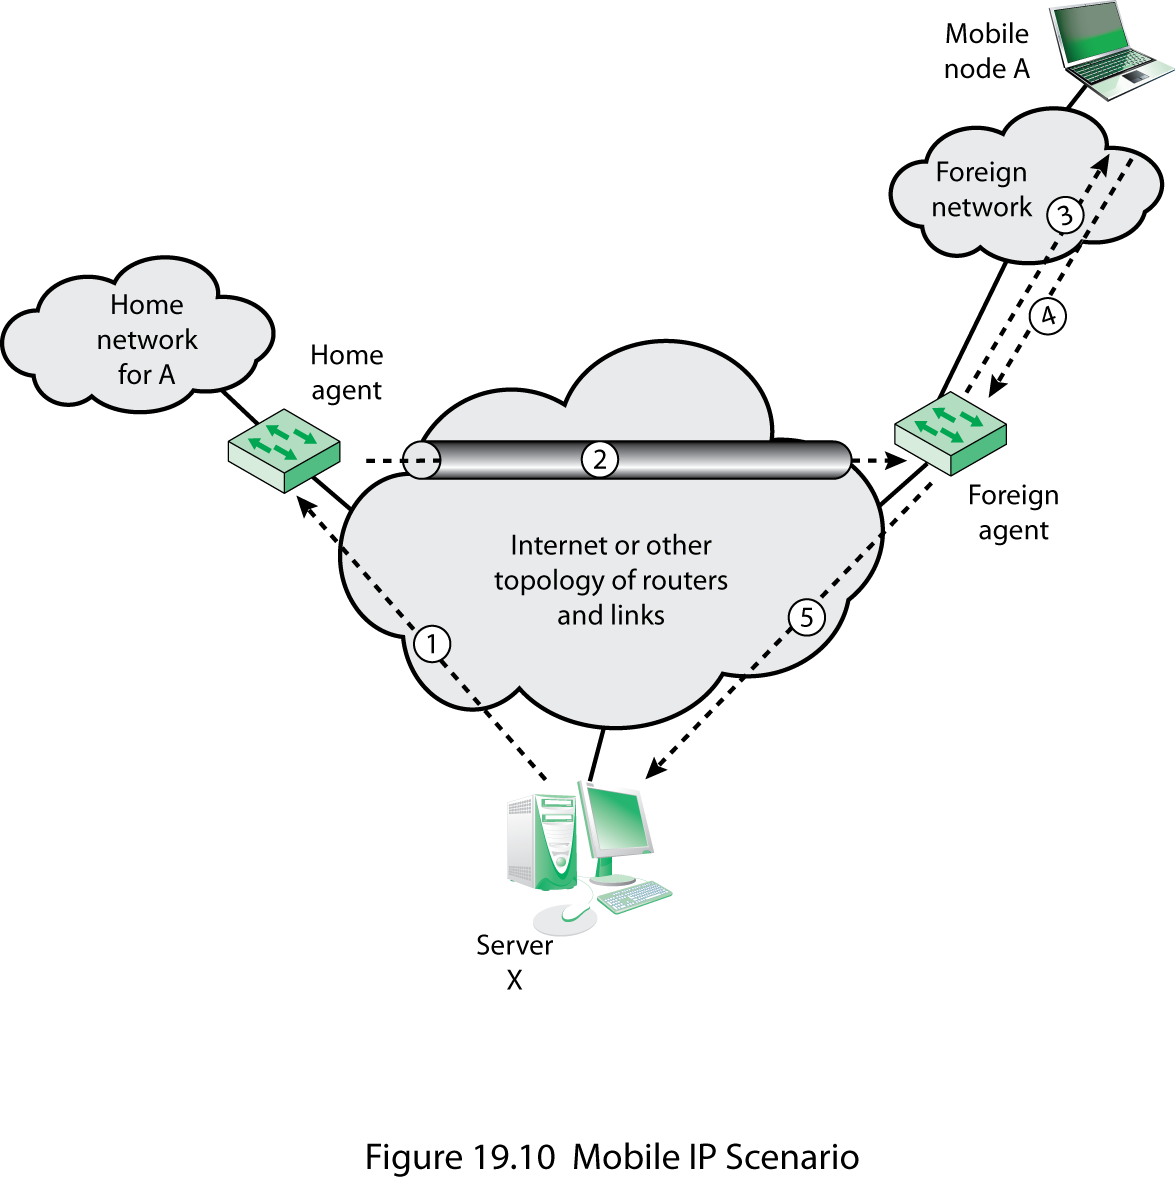 Mobile
node A
Foreign
network
3
4
Home
network
for A
Home
agent
2
Foreign
agent
Internet or other
topology of routers
and links
1
5
Server
X
Figure 19.10  Mobile IP Scenario